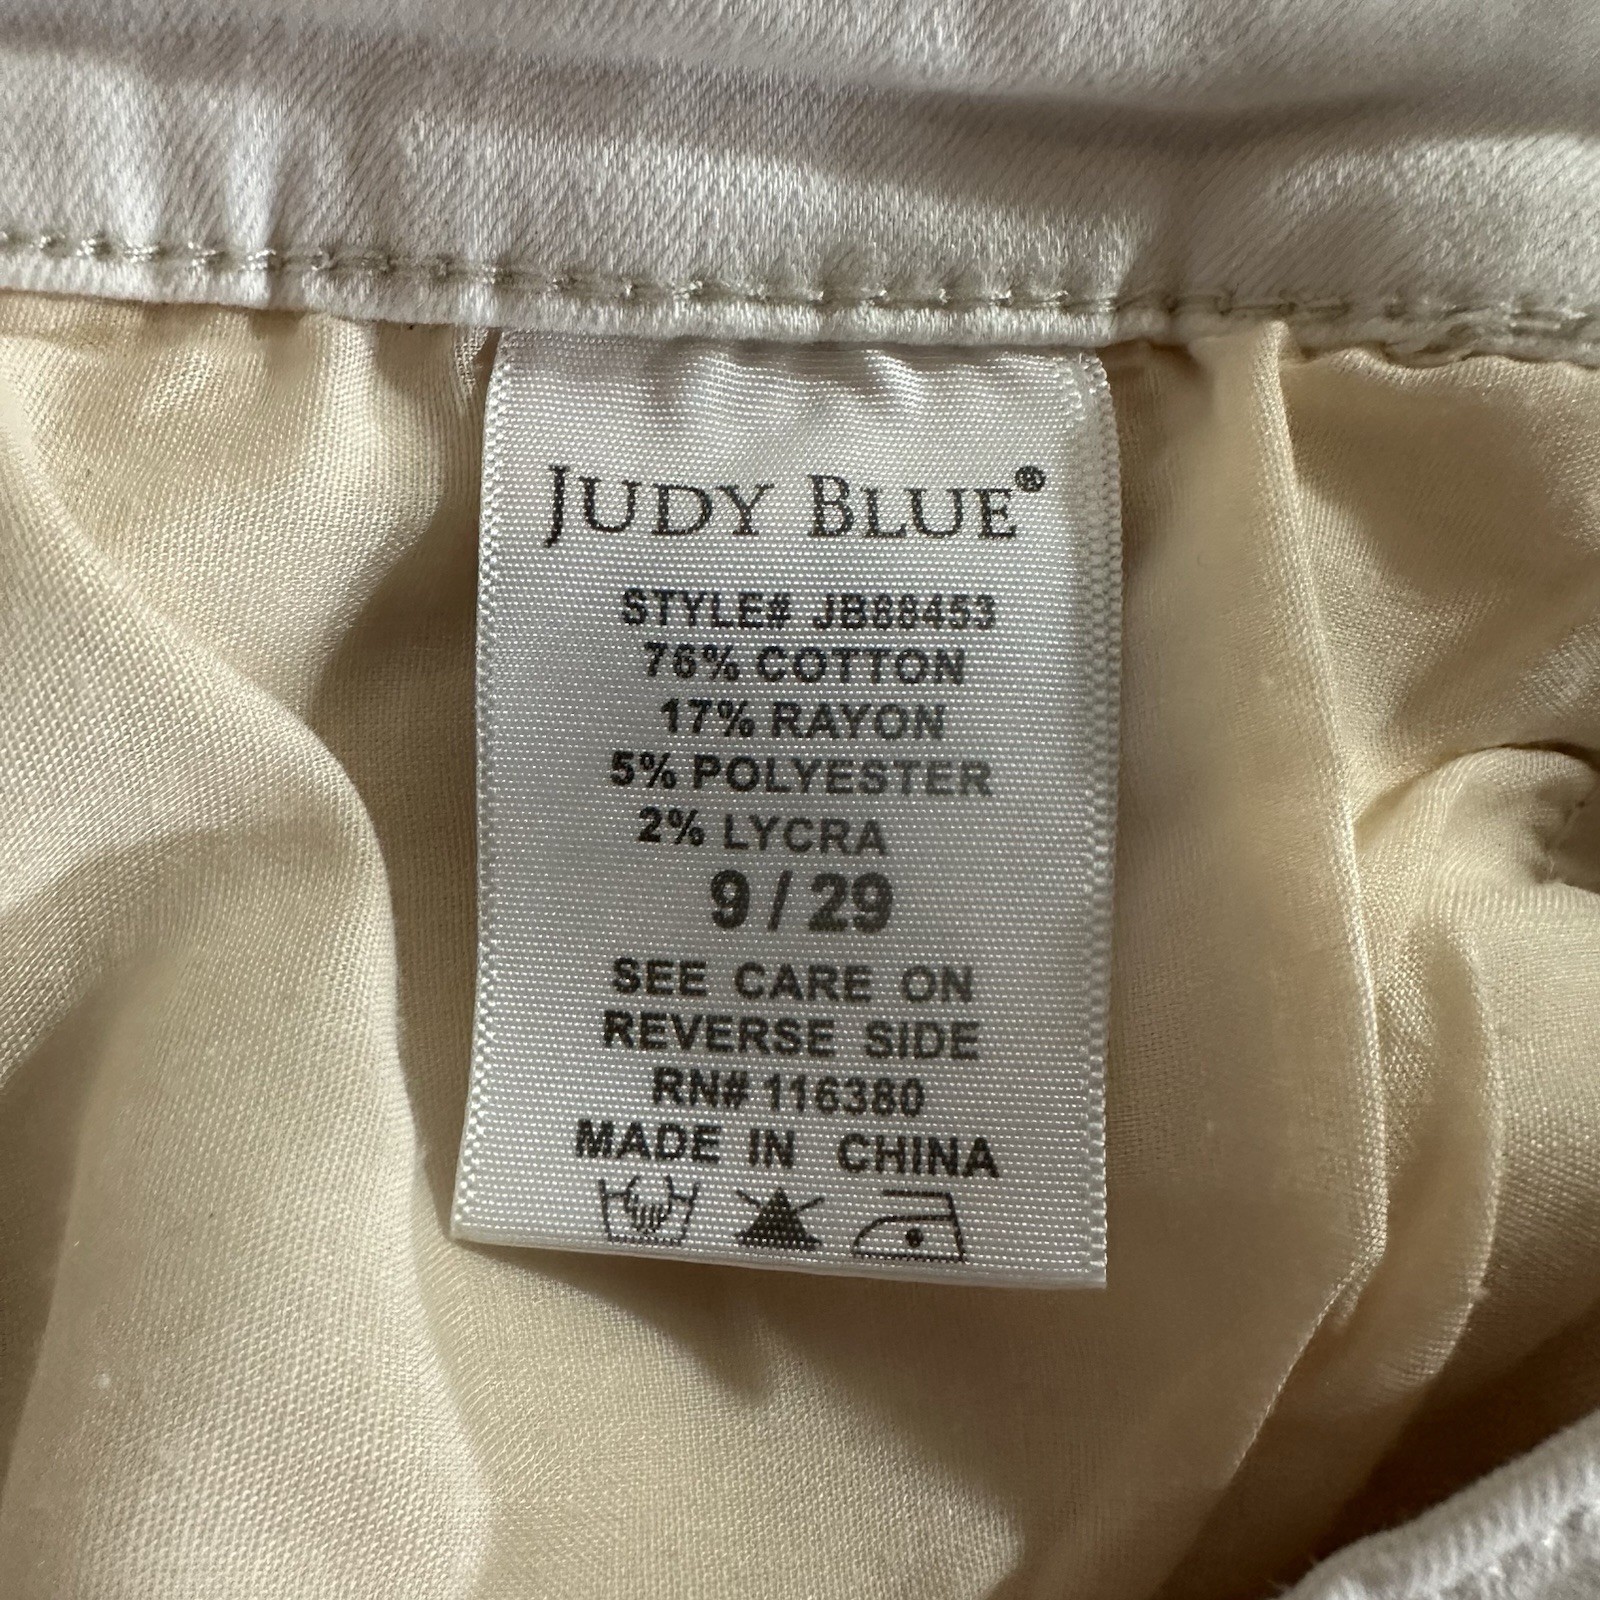 JUDY BLUE®
STYLE# JB88453
76% COTTON
17% RAYON
5% POLYESTER
2% LYCRA
9 / 29
SEE CARE ON
REVERSE SIDE
RN# 116380
MADE IN CHINA